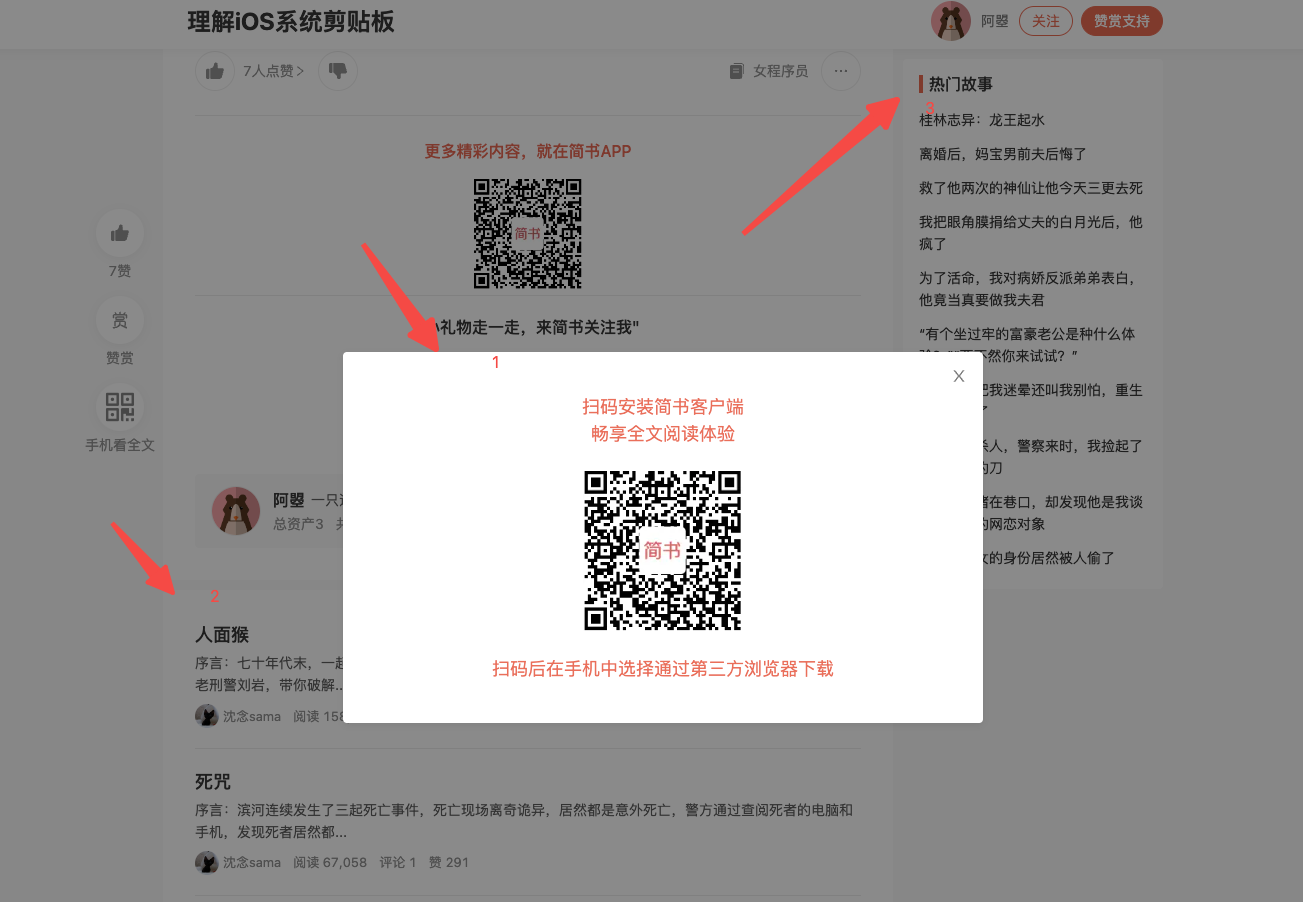 理解iOS系统剪贴板
阿曌
关注
赞赏支持
7人点赞
女程序员
更多精彩内容，就在简书APP
简书
小礼物走一走，来简书关注我"
7赞
赏
赞赏
手机看全文
阿曌
总资产3
1
扫码安装简书客户端
畅享全文阅读体验
简书
扫码后在手机中选择通过第三方浏览器下载
2
人面猴
序言：七十年代末，一起
老刑警刘岩，带你破解...
沈念sama 阅读 158
死咒
序言：滨河连续发生了三起死亡事件，死亡现场离奇诡异，居然都是意外死亡，警方通过查阅死者的电脑和
手机，发现死者居然都...
沈念sama 阅读 67,058 评论 1 赞 291
热门故事
3
桂林志异：龙王起水
离婚后，妈宝男前夫后悔了
救了他两次的神仙让他今天三更去死
我把眼角膜捐给丈夫的白月光后，他
疯了
为了活命，我对病娇反派弟弟表白，
他竟当真要做我夫君
“有个坐过牢的富豪老公是种什么体
然你来试试？”
把我迷晕还叫我别怕，重生
杀人，警察来时，我捡起了
的刀
堵在巷口，却发现他是我谈
的网恋对象
女的身份居然被人偷了